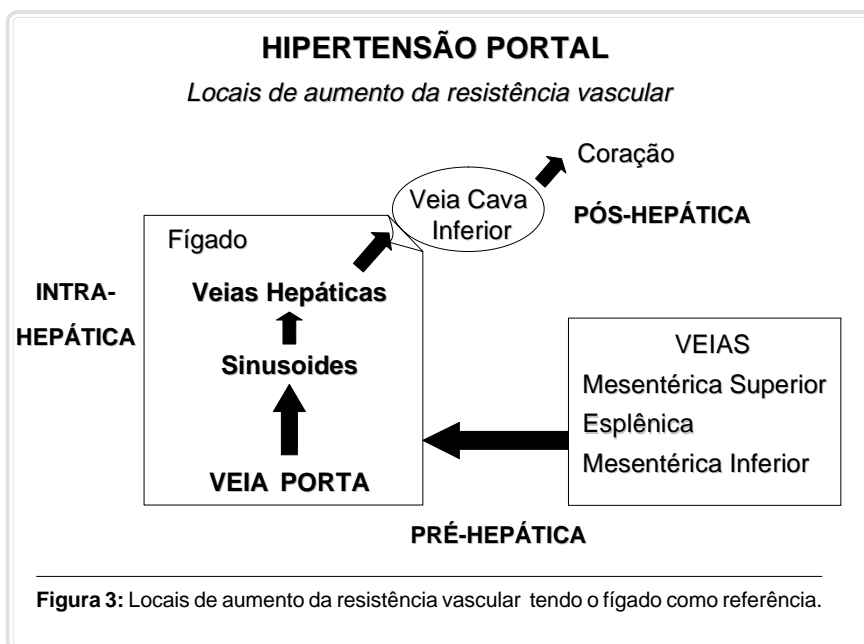 HIPERTENSÃO PORTAL
Locais de aumento da resistência vascular
Coração
Veia Cava
Inferior
PÓS-HEPÁTICA
Fígado
INTRA-
HEPÁTICA
Veias Hepáticas
Sinusoides
VEIA PORTA
VEIAS
Mesentérica Superior
Esplênica
Mesentérica Inferior
PRÉ-HEPÁTICA
Figura 3: Locais de aumento da resistência vascular tendo o fígado como referência.